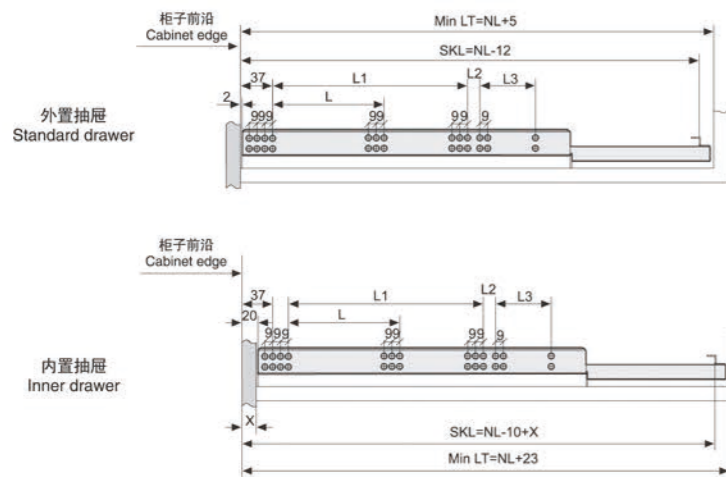 柜子前沿
Cabinet edge
Min LT=NL+5
SKL=NL-12
37
L1
L2
L3
2
999
L
99
99
9
外置抽屉
Standard drawer
柜子前沿
Cabinet edge
37
L1
L2
L3
20
999
L
99
99
9
内置抽屉
Inner drawer
X
SKL=NL-10+X
Min LT=NL+23